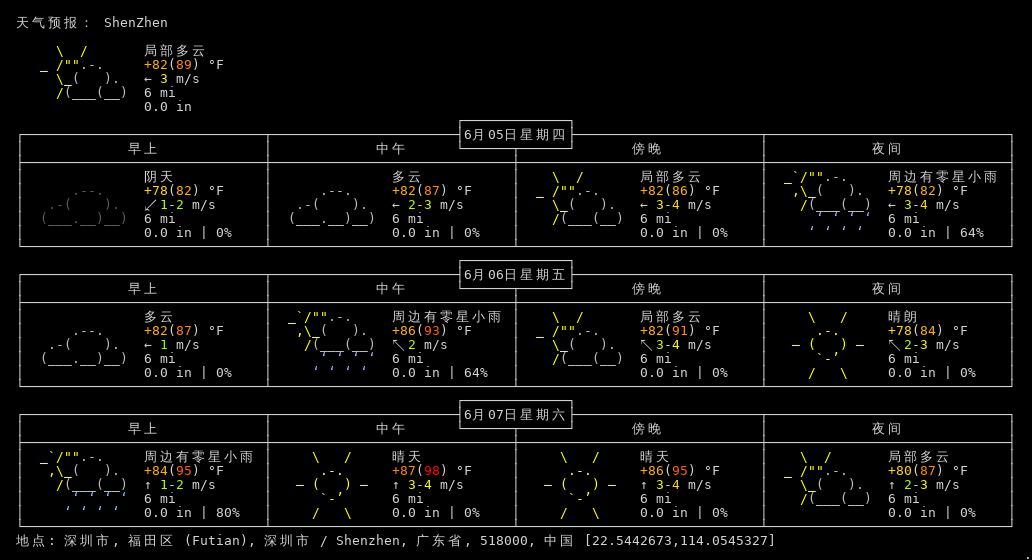 天气预报： ShenZhen
局部多云
+82(89) °F
← 3 m/s
6 mi
0.0 in
6月05日星期四
早上 中午 傍晚 夜间
阴天 多云 局部多云 周边有零星小雨
+78(82) °F +82(87) °F +82(86) °F +78(82) °F
↙ 1-2 m/s ← 2-3 m/s ← 3-4 m/s ← 3-4 m/s
6 mi 6 mi 6 mi 6 mi
0.0 in | 0% 0.0 in | 0% 0.0 in | 0% 0.0 in | 64%
6月06日星期五
早上 中午 傍晚 夜间
多云 周边有零星小雨 局部多云 晴朗
+82(87) °F +86(93) °F +82(91) °F +78(84) °F
← 1 m/s ↖ 2 m/s ↖ 3-4 m/s ↖ 2-3 m/s
6 mi 6 mi 6 mi 6 mi
0.0 in | 0% 0.0 in | 64% 0.0 in | 0% 0.0 in | 0%
6月07日星期六
早上 中午 傍晚 夜间
周边有零星小雨 晴天 晴天 局部多云
+84(95) °F +87(98) °F +86(95) °F +80(87) °F
↑ 1-2 m/s ↑ 3-4 m/s ↑ 3-4 m/s ↑ 2-3 m/s
6 mi 6 mi 6 mi 6 mi
0.0 in | 80% 0.0 in | 0% 0.0 in | 0% 0.0 in | 0%
地点: 深圳市, 福田区 (Futian), 深圳市 / Shenzhen, 广东省, 518000, 中国 [22.5442673,114.0545327]